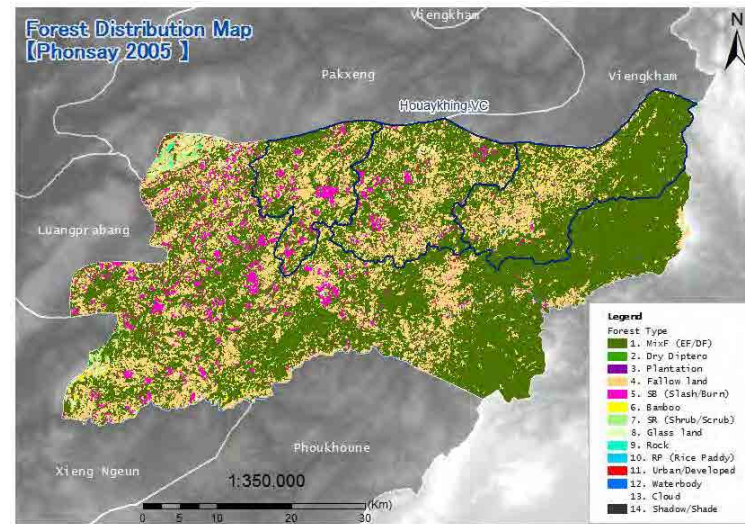 Forest Distribution Map
【Phonsay 2005 】
Viengkham
N
Pakxeng
Viengkham
Houaykhing.VC
Luangprabang
Xieng Ngeun
Phoukhoune
1:350.000
(Km)
0 5 10 20 30
Legend
Forest Type
1. MixF (EF/DF)
2. Dry Diptero
3. Plantation
4. Fallow land
5. SB (Slash/Burn)
6. Bamboo
7. SR (Shrub/Scrub)
8. Glass land
9. Rock
10. RP (Rice Paddy)
11. Urban/Developed
12. Waterbody
13. Cloud
14. Shadow/Shade